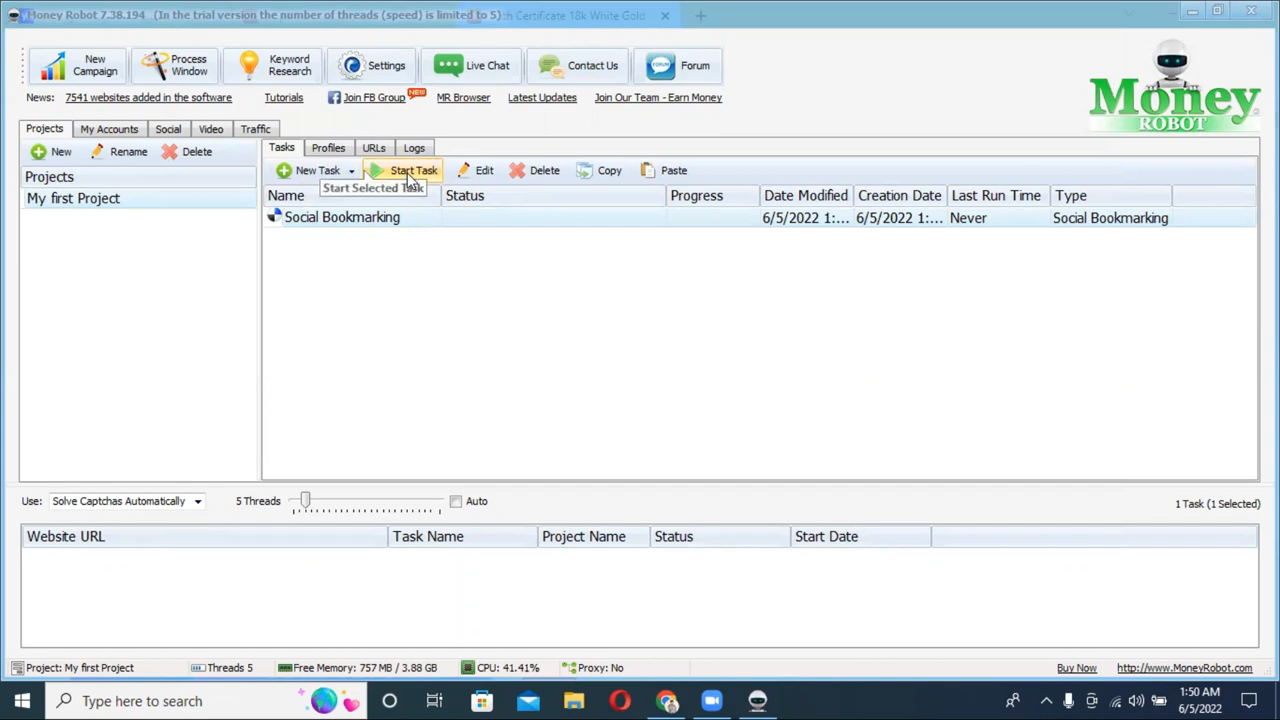 Money Robot 7.38.194 (In the trial version the number of threads (speed) is limited to 5)
Certificate 18k White Gold
New Campaign
Process Window
Keyword Research
Settings
Live Chat
Contact Us
FORUM
Forum
Money
ROBOT
News:
7541 websites added in the software
Tutorials
Join FB Group
NEW
MR Browser
Latest Updates
Join Our Team - Earn Money
Projects
My Accounts
Social
Video
Traffic
Tasks
Profiles
URLs
Logs
New
Rename
Delete
New Task
Start Task
Edit
Delete
Copy
Paste
Projects
Start Selected Task
Name
Status
Progress
Date Modified
Creation Date
Last Run Time
Type
My first Project
Social Bookmarking
6/5/2022 1:...
6/5/2022 1:...
Never
Social Bookmarking
Use:
Solve Captchas Automatically
5 Threads
Auto
1 Task (1 Selected)
Website URL
Task Name
Project Name
Status
Start Date
Project: My first Project
Threads 5
Free Memory: 757 MB / 3.88 GB
CPU: 41.41%
Proxy: No
Buy Now
http://www.MoneyRobot.com
Type here to search
1:50 AM
6/5/2022